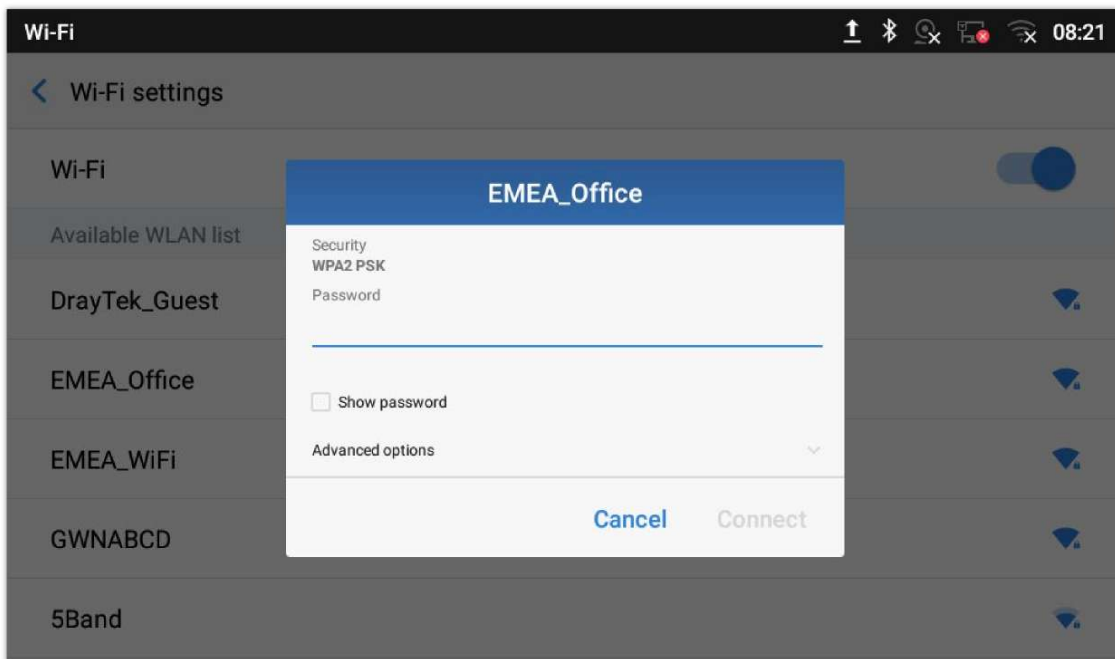 Wi-Fi 08:21
Wi-Fi settings
Wi-Fi
Available WLAN list
DrayTek_Guest
EMEA_Office
EMEA_WiFi
GWNABCD
5Band
EMEA_Office
Security
WPA2 PSK
Password
Show password
Advanced options
Cancel Connect